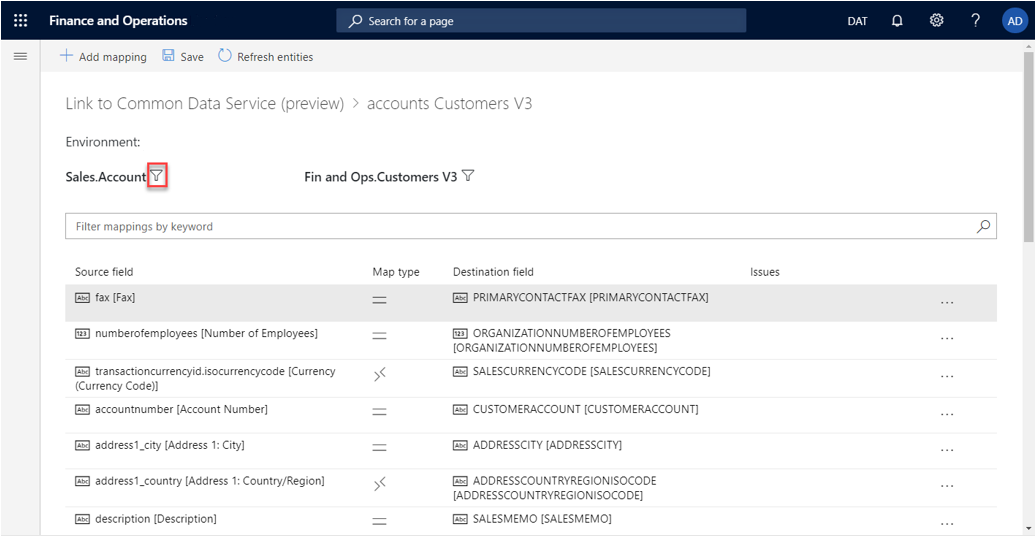 Finance and Operations
Search for a page
DAT
?
AD
Add mapping
Save
Refresh entities
Link to Common Data Service (preview) > accounts Customers V3
Environment:
Sales.Account
Fin and Ops.Customers V3
Filter mappings by keyword
Source field
Map type
Destination field
Issues
Abc fax [Fax]
Abc PRIMARYCONTACTFAX [PRIMARYCONTACTFAX]
...
123 numberofemployees [Number of Employees]
123 ORGANIZATIONNUMBEROFEMPLOYEES
[ORGANIZATIONNUMBEROFEMPLOYEES]
...
Abc transactioncurrencyid.isocurrencycode [Currency
(Currency Code)]
Abc SALESCURRENCYCODE [SALESCURRENCYCODE]
...
Abc accountnumber [Account Number]
Abc CUSTOMERACCOUNT [CUSTOMERACCOUNT]
...
Abc address1_city [Address 1: City]
Abc ADDRESSCITY [ADDRESSCITY]
...
Abc address1_country [Address 1: Country/Region]
Abc ADDRESSCOUNTRYREGIONISOCODE
[ADDRESSCOUNTRYREGIONISOCODE]
...
Abc description [Description]
Abc SALESMEMO [SALESMEMO]
...